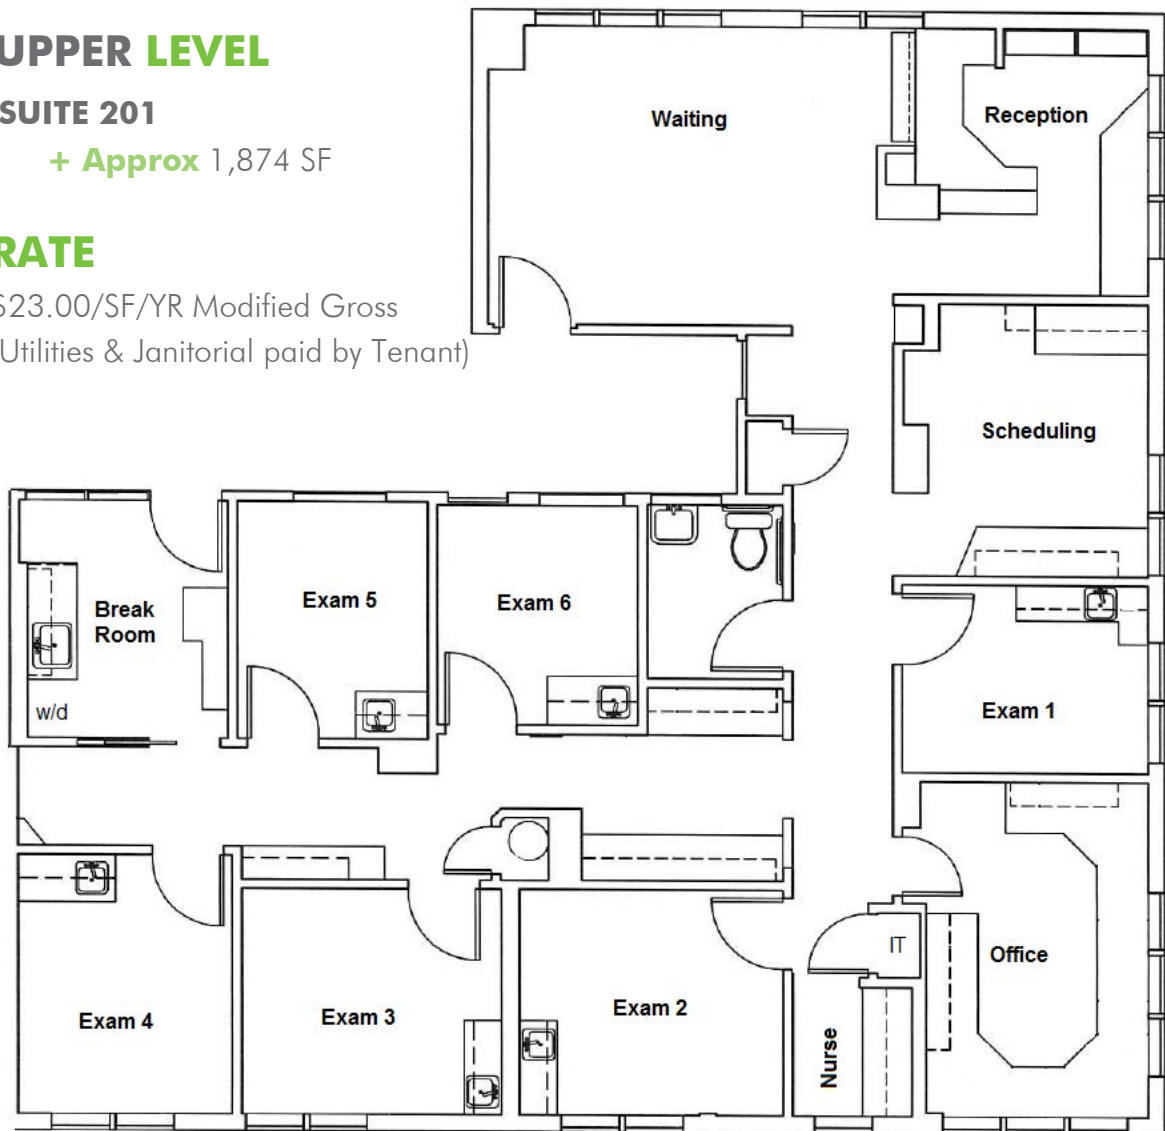 UPPER LEVEL
SUITE 201
+ Approx 1,874 SF
RATE
$23.00/SF/YR Modified Gross
Utilities & Janitorial paid by Tenant)
Waiting
Reception
Scheduling
Break
Room
w/d
Exam 5
Exam 6
Exam 1
Exam 4
Exam 3
Exam 2
Nurse
IT
Office